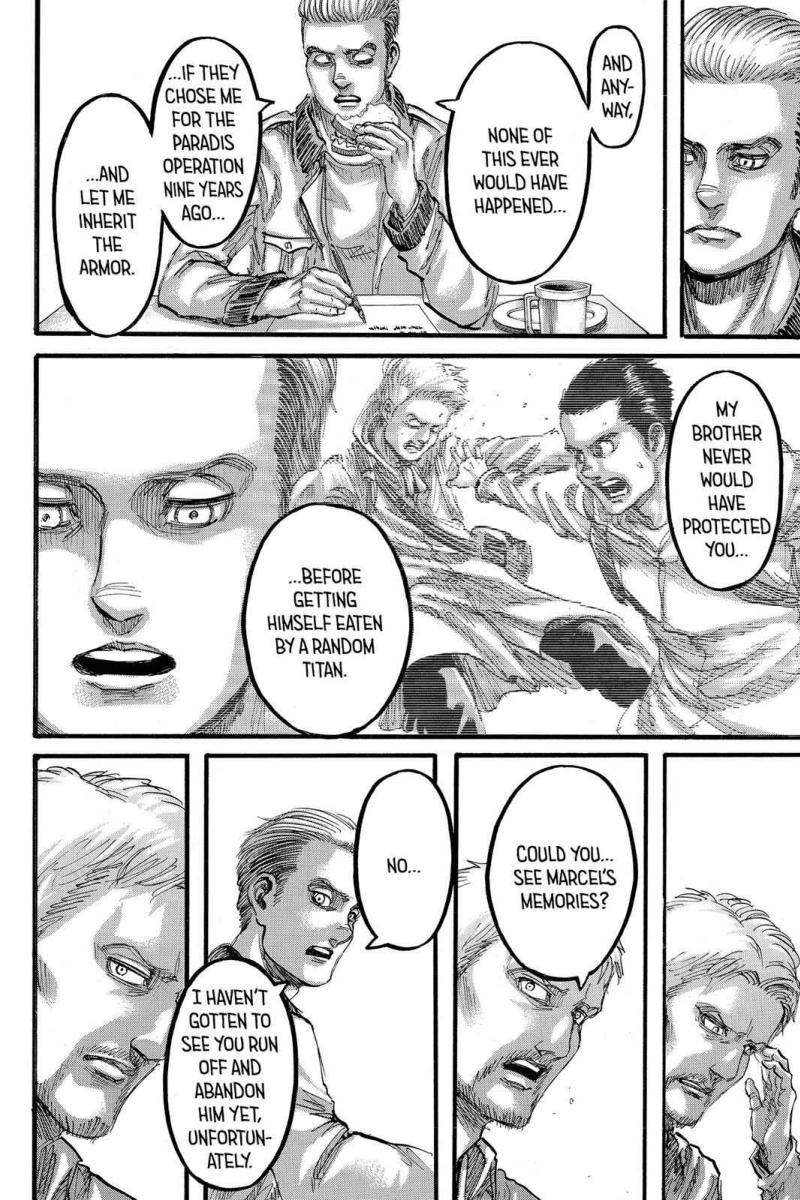 AND
ANY-
WAY,
NONE OF
THIS EVER
WOULD HAVE
HAPPENED...
...IF THEY
CHOSE ME
FOR THE
PARADIS
OPERATION
NINE YEARS
AGO...
...AND
LET ME
INHERIT
THE
ARMOR.
MY
BROTHER
NEVER
WOULD
HAVE
PROTECTED
YOU...
...BEFORE
GETTING
HIMSELF EATEN
BY A RANDOM
TITAN.
COULD YOU...
SEE MARCEL'S
MEMORIES?
NO...
I HAVEN'T
GOTTEN TO
SEE YOU RUN
OFF AND
ABANDON
HIM YET,
UNFORTUN-
ATELY.